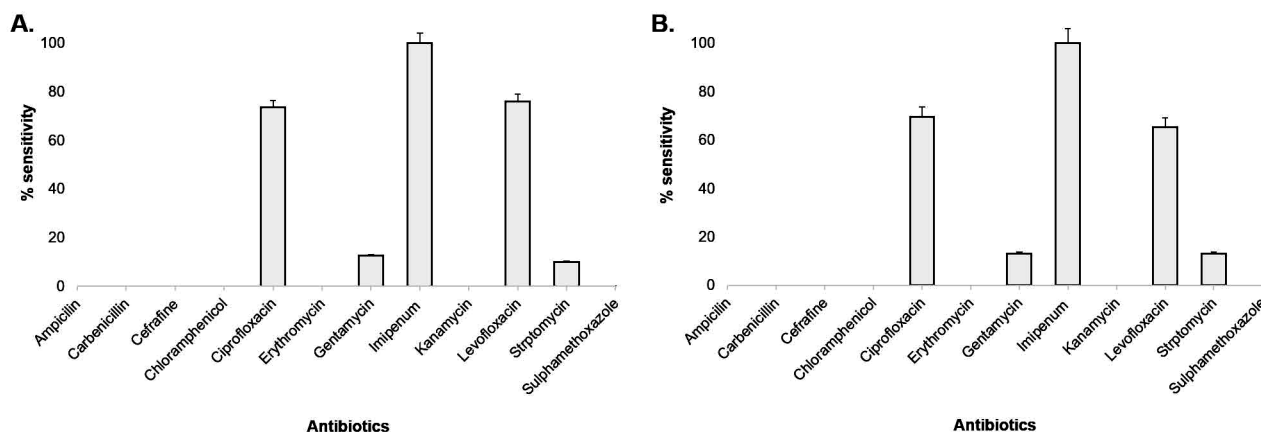 A.
% sensitivity
100
80
60
40
20
0
Ampicilin
Carbenicillin
Cefrafine
Chloramphenicol
Ciprofloxacin
Erythromycin
Gentamycin
Imipenum
Kanamycin
Levofloxacin
Strptomycin
Sulphamethoxazole
Antibiotics
B.
% sensitivity
100
80
60
40
20
0
Ampicilin
Carbenicillin
Cefrafine
Chloramphenicol
Ciprofloxacin
Erythromycin
Gentamycin
Imipenum
Kanamycin
Levofloxacin
Strptomycin
Sulphamethoxazole
Antibiotics